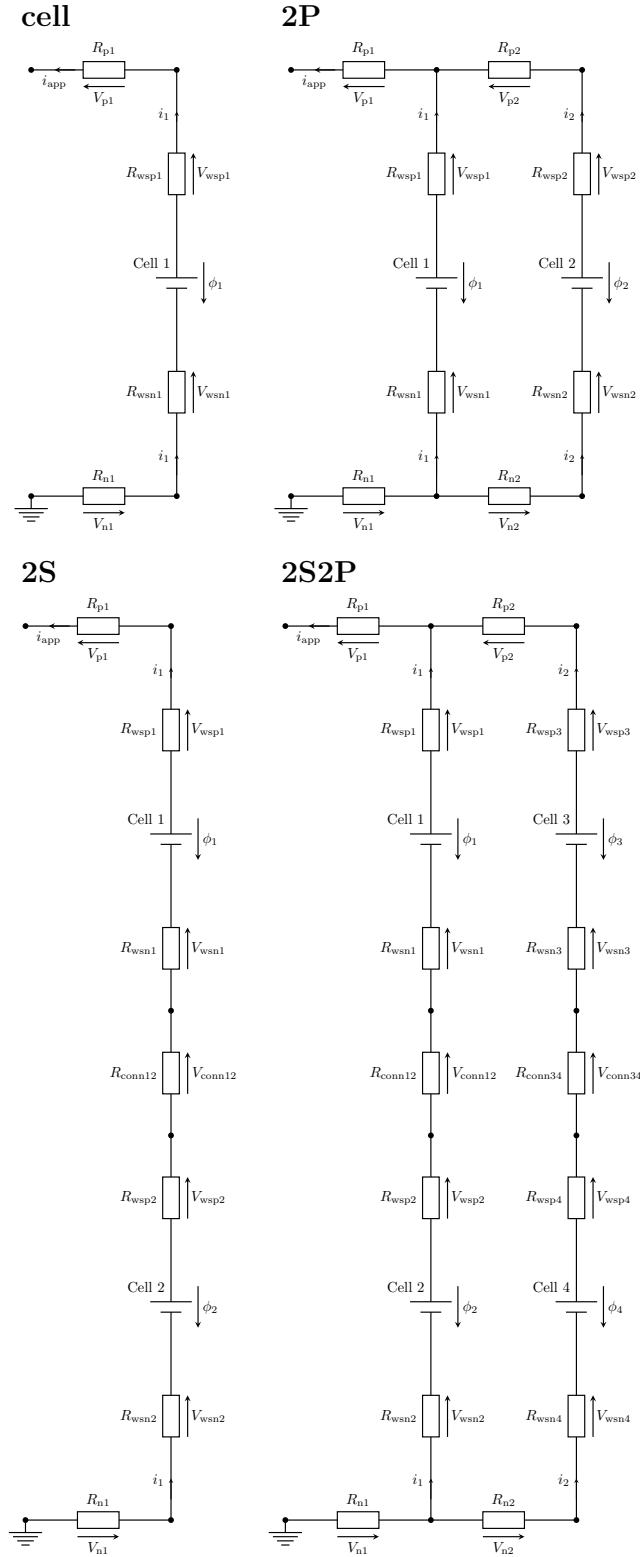 cell
2P
R_p1
i_app
V_p1
i_1
R_wsp1
V_wsp1
Cell 1
ϕ_1
R_wsn1
V_wsn1
i_1
R_n1
V_n1
R_p1
R_p2
i_app
V_p1
V_p2
i_1
i_2
R_wsp1
V_wsp1
R_wsp2
V_wsp2
Cell 1
ϕ_1
Cell 2
ϕ_2
R_wsn1
V_wsn1
R_wsn2
V_wsn2
i_1
i_2
R_n1
R_n2
V_n1
V_n2
2S
2S2P
R_p1
i_app
V_p1
i_1
R_wsp1
V_wsp1
Cell 1
ϕ_1
R_wsn1
V_wsn1
R_conn12
V_conn12
R_wsp2
V_wsp2
Cell 2
ϕ_2
R_wsn2
V_wsn2
i_1
R_n1
V_n1
R_p1
R_p2
i_app
V_p1
V_p2
i_1
i_2
R_wsp1
V_wsp1
R_wsp3
V_wsp3
Cell 1
ϕ_1
Cell 3
ϕ_3
R_wsn1
V_wsn1
R_wsn3
V_wsn3
R_conn12
V_conn12
R_conn34
V_conn34
R_wsp2
V_wsp2
R_wsp4
V_wsp4
Cell 2
ϕ_2
Cell 4
ϕ_4
R_wsn2
V_wsn2
R_wsn4
V_wsn4
i_1
i_2
R_n1
R_n2
V_n1
V_n2